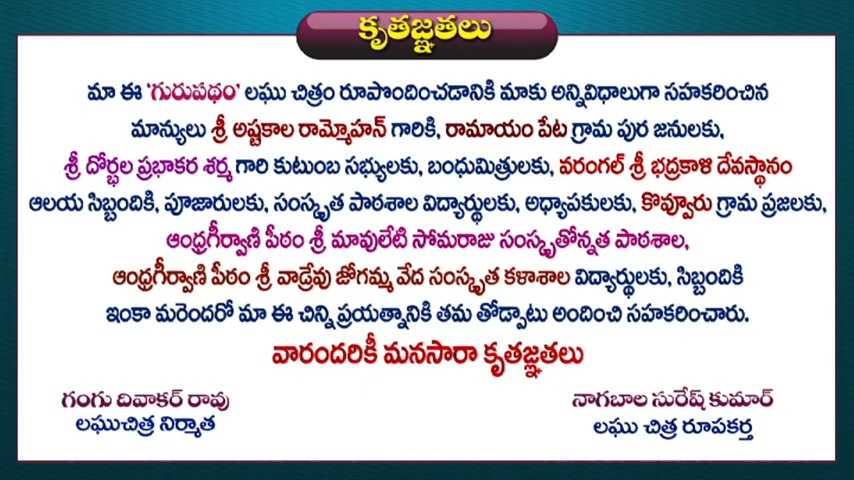 కృతజ్ఞతలు
మా ఈ 'గురుపథం' లఘు చిత్రం రూపొందించడానికి మాకు అన్నివిధాలుగా సహకరించిన
మాన్యులు శ్రీ అష్టకాల రామ్మోహన్ గారికి, రామాయం పేట గ్రామ పుర జనులకు,
శ్రీ దోర్బల ప్రభాకర శర్మ గారి కుటుంబ సభ్యులకు, బంధుమిత్రులకు, వరంగల్ శ్రీ భద్రకాళి దేవస్థానం
ఆలయ సిబ్బందికి, పూజారులకు, సంస్కృత పాఠశాల విద్యార్థులకు, అధ్యాపకులకు, కొవ్వూరు గ్రామ ప్రజలకు,
ఆంధ్రగీర్వాణి పీఠం శ్రీ మావులేటి సోమరాజు సంస్కృతోన్నత పాఠశాల,
ఆంధ్రగీర్వాణి పీఠం శ్రీ వాడ్రేవు జోగమ్మ వేద సంస్కృత కళాశాల విద్యార్థులకు, సిబ్బందికి
ఇంకా మరెందరో మా ఈ చిన్ని ప్రయత్నానికి తమ తోడ్పాటు అందించి సహకరించారు.
వారందరికీ మనసారా కృతజ్ఞతలు
గంగు దివాకర్ రావు
లఘుచిత్ర నిర్మాత
నాగబాల సురేష్ కుమార్
లఘు చిత్ర రూపకర్త